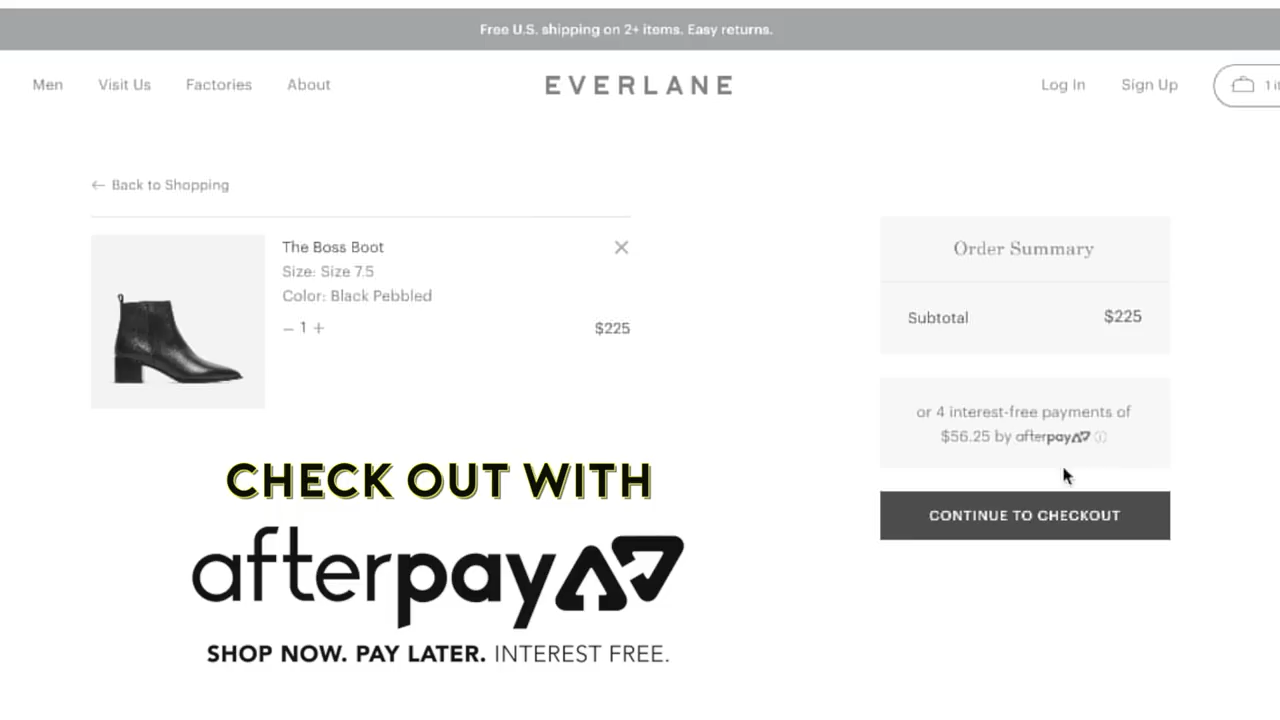 Free U.S. shipping on 2+ items. Easy returns.
Men Visit Us Factories About EVERLANE Log In Sign Up 1
← Back to Shopping
The Boss Boot
Size: Size 7.5
Color: Black Pebbled
– 1 + $225
Order Summary
Subtotal $225
or 4 interest-free payments of
$56.25 by afterpay
CONTINUE TO CHECKOUT
CHECK OUT WITH
afterpay
SHOP NOW. PAY LATER. INTEREST FREE.